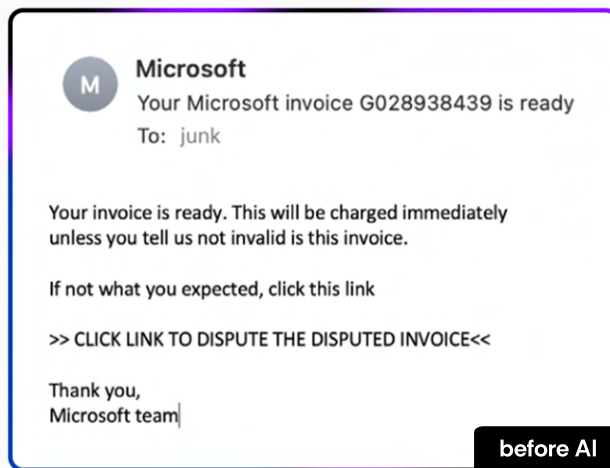 M
Microsoft
Your Microsoft invoice G028938439 is ready
To: junk
Your invoice is ready. This will be charged immediately
unless you tell us not invalid is this invoice.
If not what you expected, click this link
>> CLICK LINK TO DISPUTE THE DISPUTED INVOICE<<
Thank you,
Microsoft team
before AI